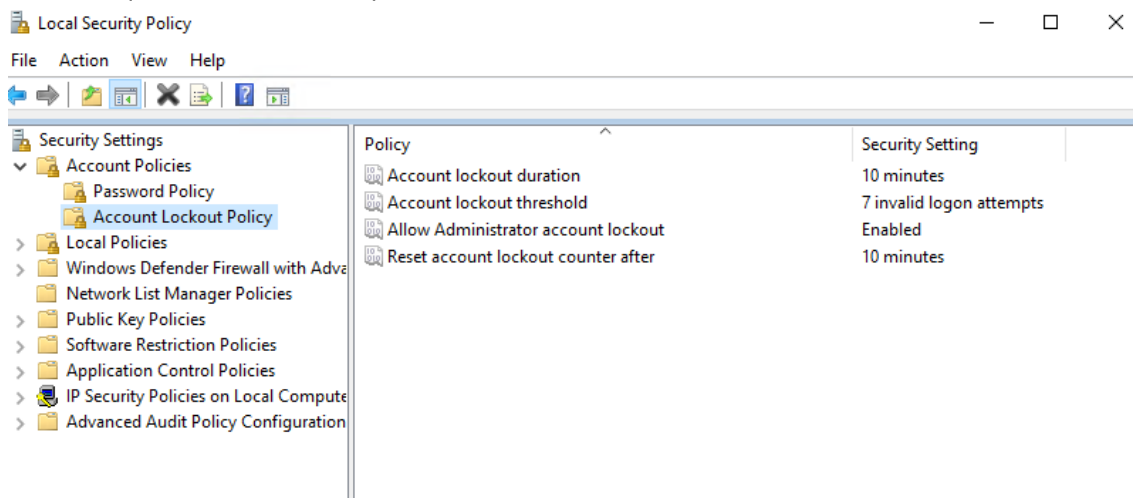 Local Security Policy
File Action View Help
Security Settings
Account Policies
Password Policy
Account Lockout Policy
Local Policies
Windows Defender Firewall with Adva
Network List Manager Policies
Public Key Policies
Software Restriction Policies
Application Control Policies
IP Security Policies on Local Compute
Advanced Audit Policy Configuration
Policy Security Setting
Account lockout duration 10 minutes
Account lockout threshold 7 invalid logon attempts
Allow Administrator account lockout Enabled
Reset account lockout counter after 10 minutes